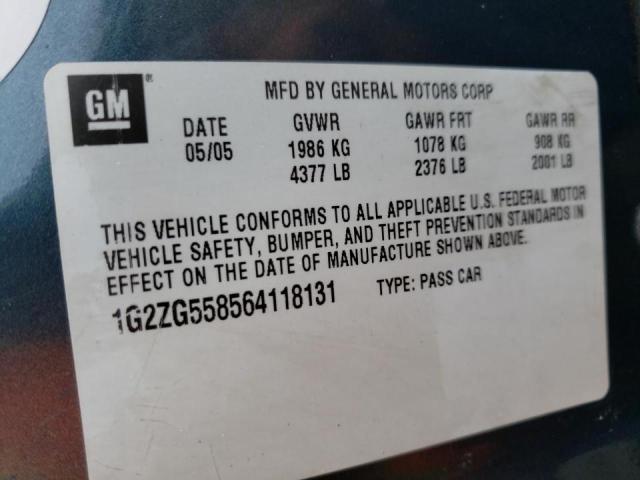 GM ®
MFD BY GENERAL MOTORS CORP
DATE GVWR GAWR FRT GAWR RR
05/05 1986 KG 1078 KG 908 KG
4377 LB 2376 LB 2001 LB
THIS VEHICLE CONFORMS TO ALL APPLICABLE U.S. FEDERAL MOTOR
VEHICLE SAFETY, BUMPER, AND THEFT PREVENTION STANDARDS IN
EFFECT ON THE DATE OF MANUFACTURE SHOWN ABOVE.
1G2ZG558564118131 TYPE: PASS CAR